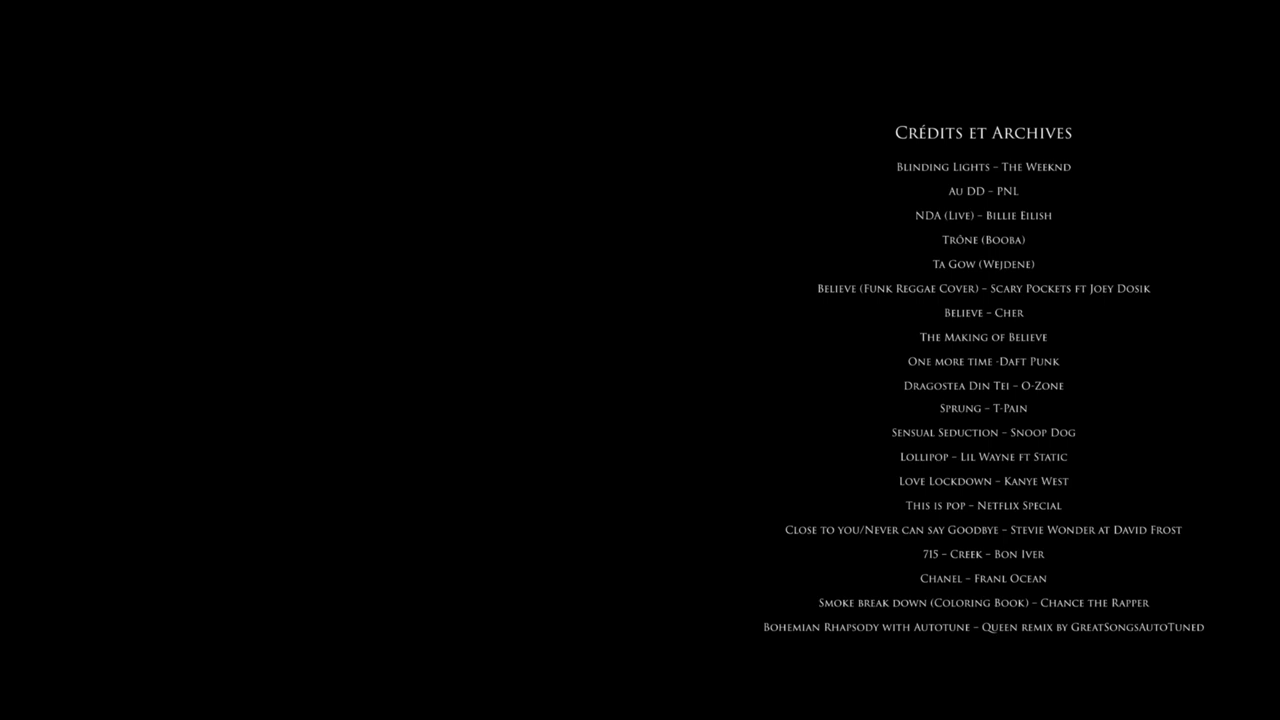 Crédits et Archives
Blinding Lights – The Weeknd
Au DD – PNL
NDA (Live) – Billie Eilish
Trône (Booba)
Ta Gow (Wejdene)
Believe (Funk Reggae Cover) – Scary Pockets ft Joey Dosik
Believe – Cher
The Making of Believe
One more time -Daft Punk
Dragostea Din Tei – O-Zone
Sprung – T-Pain
Sensual Seduction – Snoop Dog
Lollipop – Lil Wayne ft Static
Love Lockdown – Kanye West
This is pop – Netflix Special
Close to you/Never can say Goodbye – Stevie Wonder at David Frost
715 – Creek – Bon Iver
Chanel – Franl Ocean
Smoke break down (Coloring Book) – Chance the Rapper
Bohemian Rhapsody with Autotune – Queen remix by GreatSongsAutoTuned